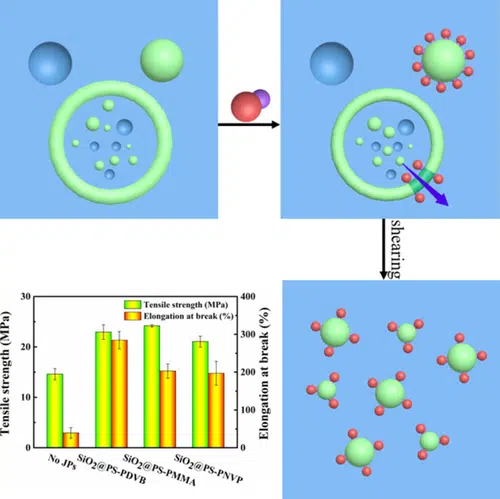 shearing
30
20
10
0
Tensile strength (MPa)
Tensile strength (MPa)
Elongation at break (%)
400
300
200
100
0
Elongation at break (%)
No JPs
SiO2@PS-PDVB
SiO2@PS-PMMA
SiO2@PS-PNVP